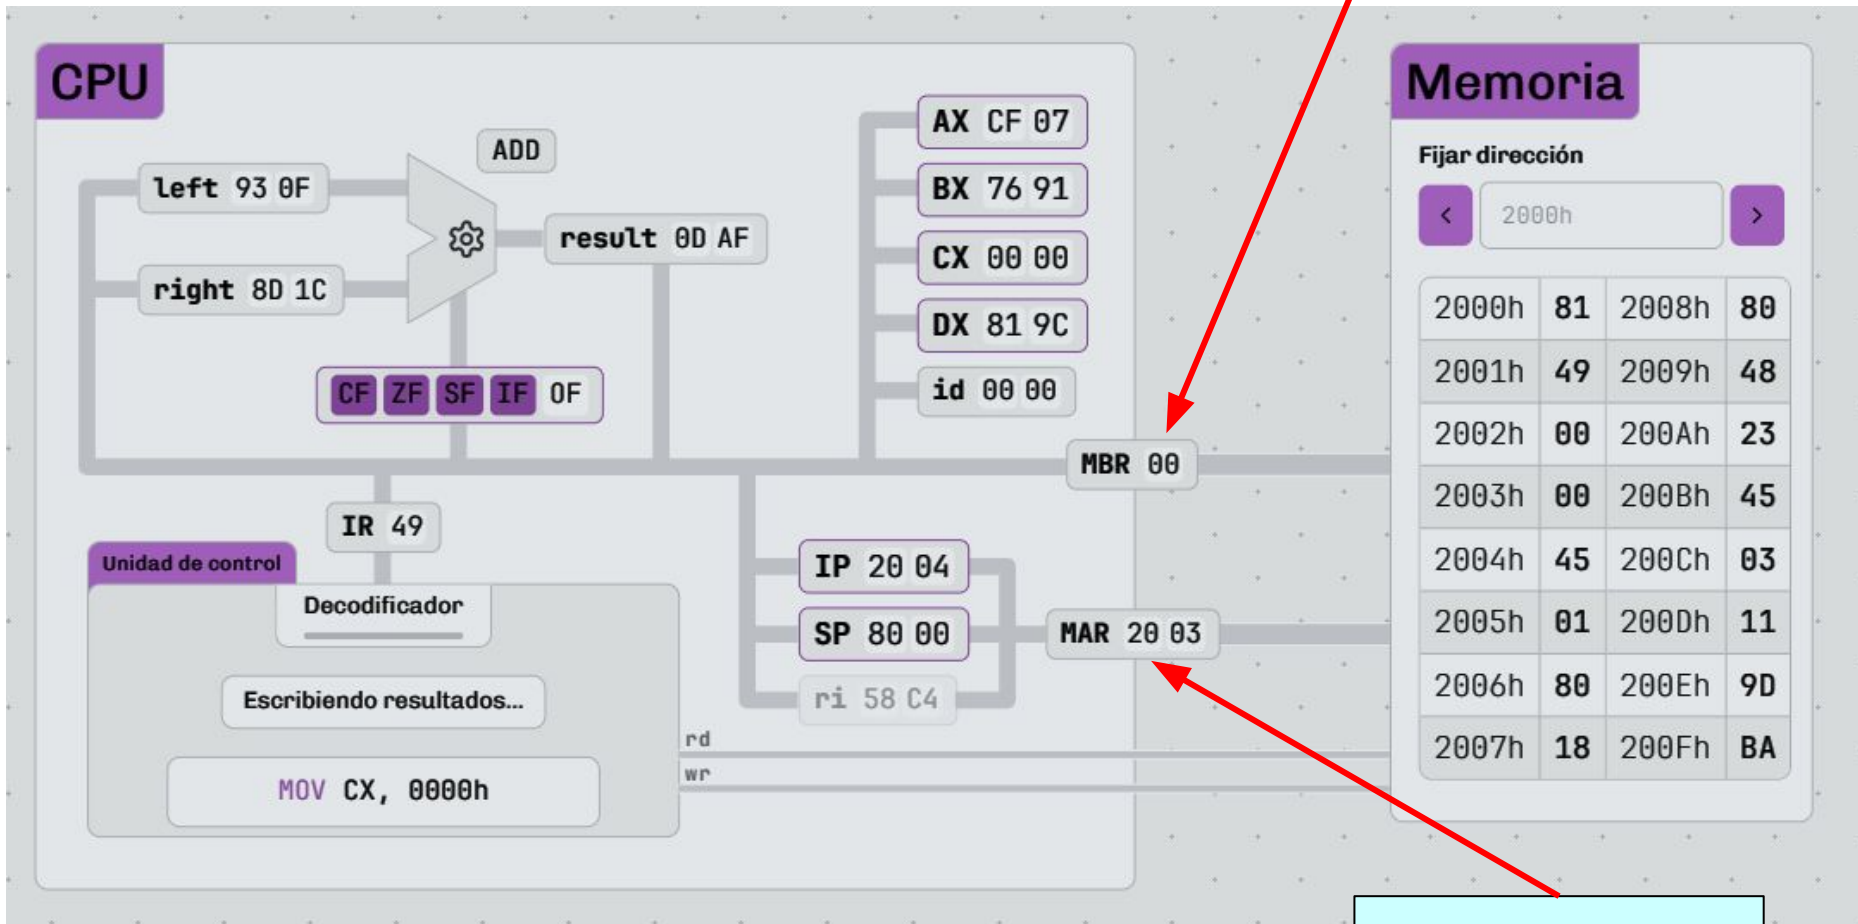 CPU
ADD
left 93 0F
right 8D 1C
result 0D AF
CF ZF SF IF OF
AX CF 07
BX 76 91
CX 00 00
DX 81 9C
id 00 00
MBR 00
IR 49
Unidad de control
Decodificador
Escribiendo resultados...
MOV CX, 0000h
IP 20 04
SP 80 00
ri 58 C4
MAR 20 03
rd
wr
Memoria
Fijar dirección
< 2000h >
2000h 81 2008h 80
2001h 49 2009h 48
2002h 00 200Ah 23
2003h 00 200Bh 45
2004h 45 200Ch 03
2005h 01 200Dh 11
2006h 80 200Eh 9D
2007h 18 200Fh BA